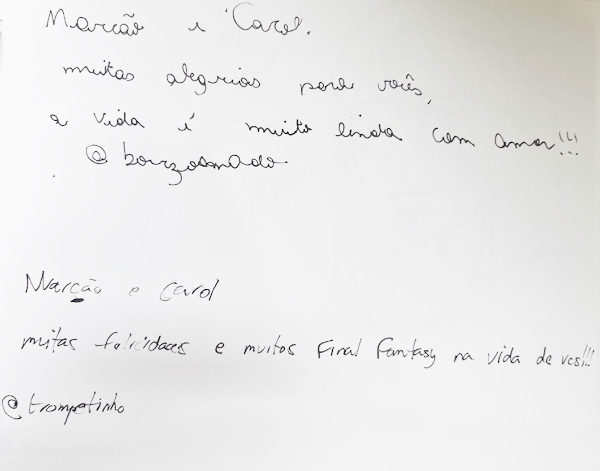 Marcão e Carol.
muitas alegrias para vocês,
a vida é muito linda com amor!!!
@bonzoamado
Marcão e Carol
muitas felicidades e muitos Final Fantasy na vida de vcs!!!
@trompetinho